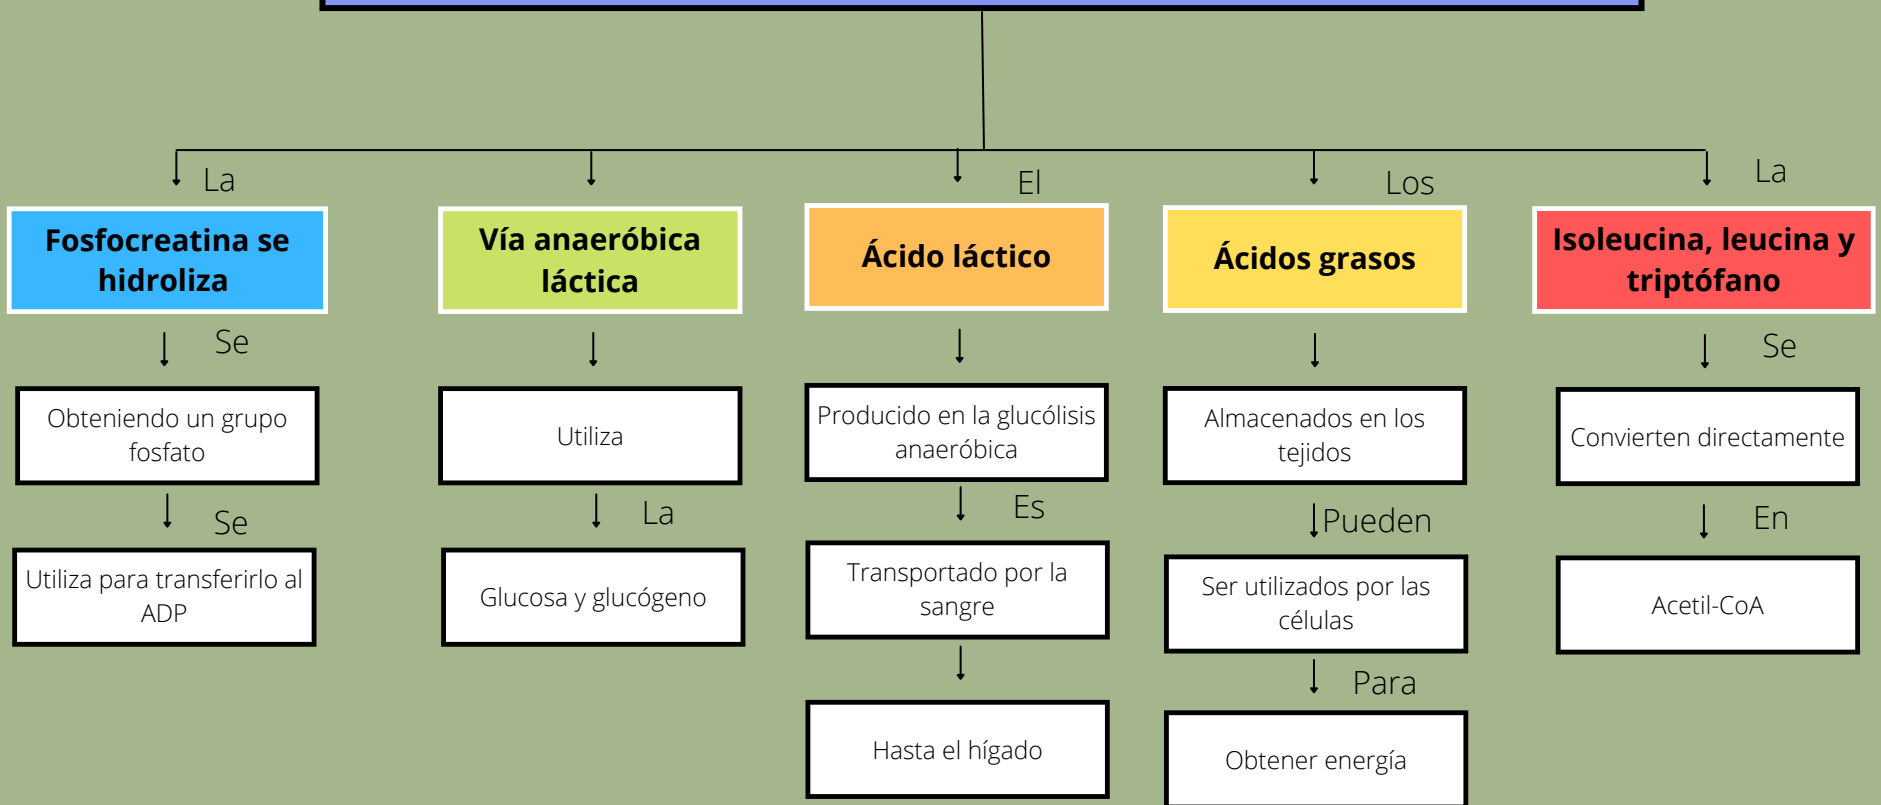 La
Fosfocreatina se
hidroliza
Se
Obteniendo un grupo
fosfato
Se
Utiliza para transferirlo al
ADP
Vía anaeróbica
láctica
Utiliza
La
Glucosa y glucógeno
El
Ácido láctico
Producido en la glucólisis
anaeróbica
Es
Transportado por la
sangre
Hasta el hígado
Los
Ácidos grasos
Almacenados en los
tejidos
Pueden
Ser utilizados por las
células
Para
Obtener energía
La
Isoleucina, leucina y
triptófano
Se
Convierten directamente
En
Acetil-CoA